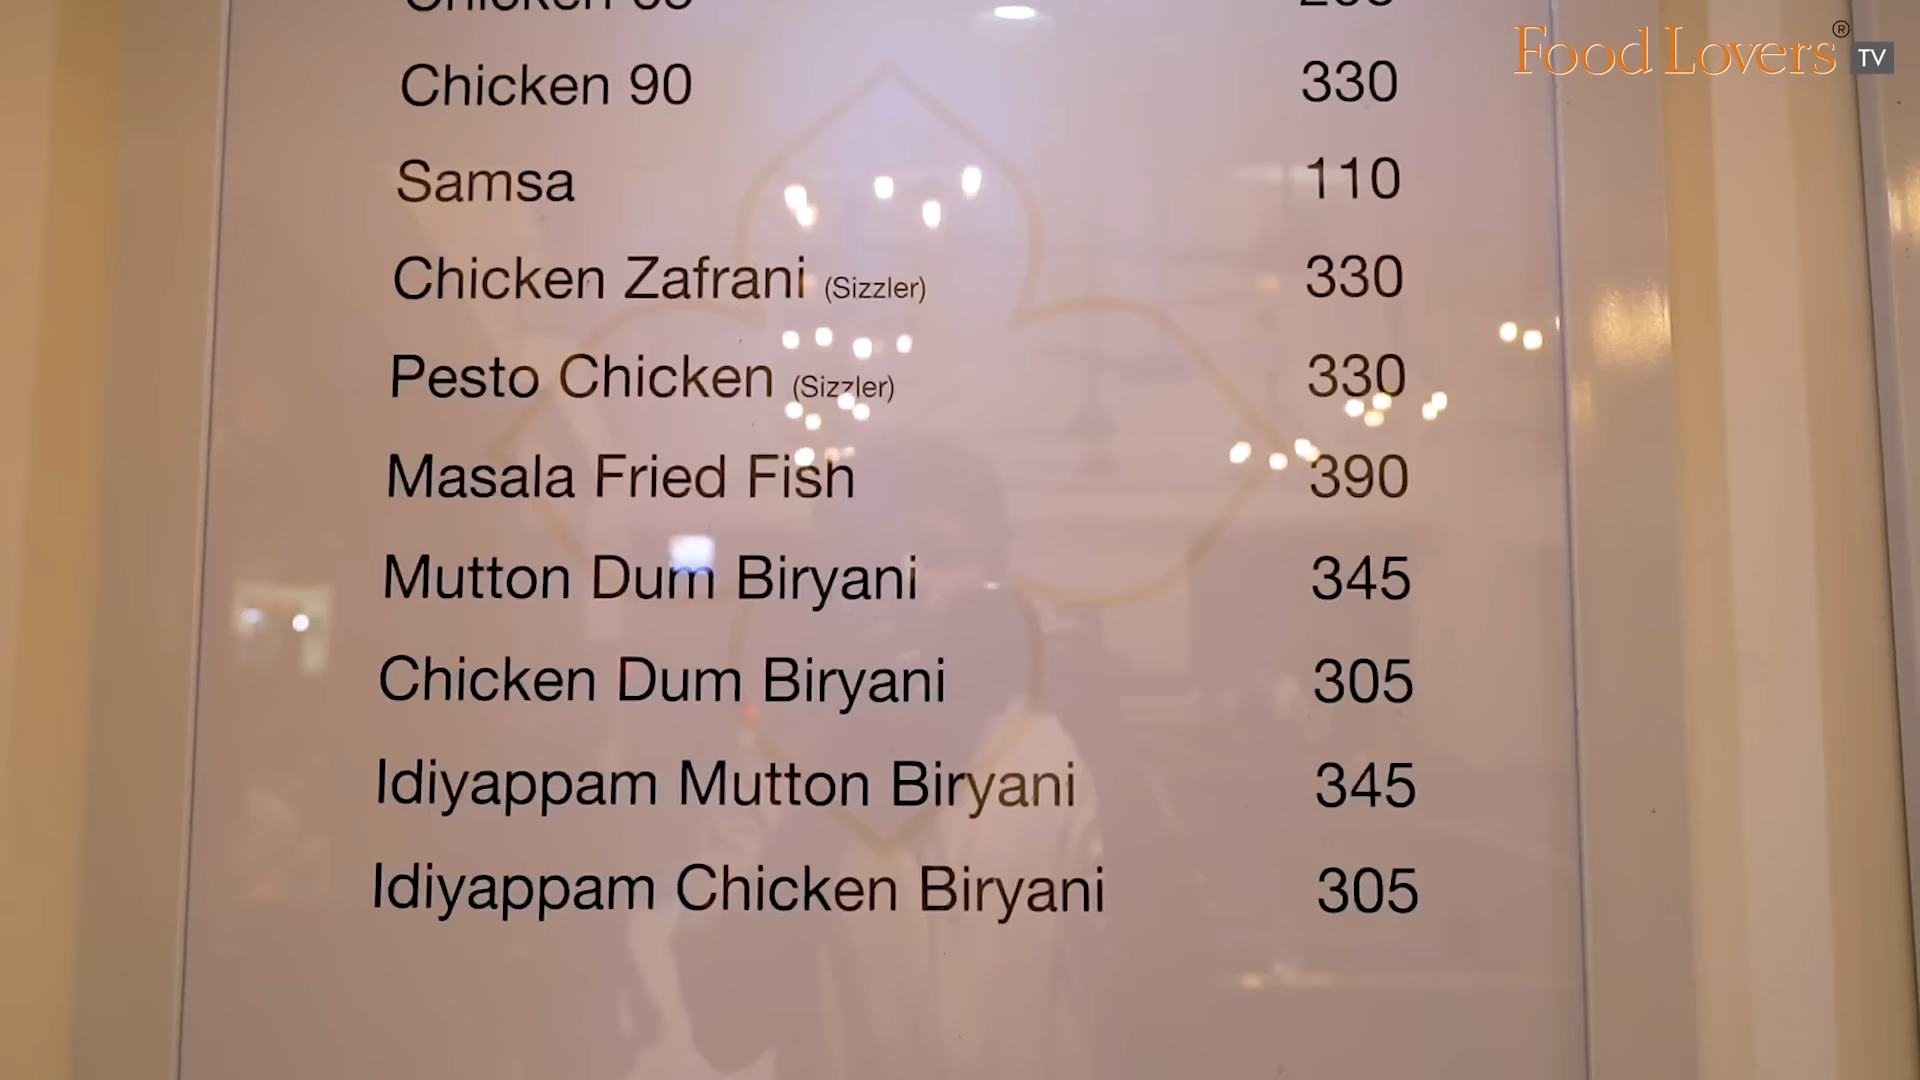 Food Lovers® TV
Chicken 90 330
Samsa 110
Chicken Zafrani (Sizzler) 330
Pesto Chicken (Sizzler) 330
Masala Fried Fish 390
Mutton Dum Biryani 345
Chicken Dum Biryani 305
Idiyappam Mutton Biryani 345
Idiyappam Chicken Biryani 305